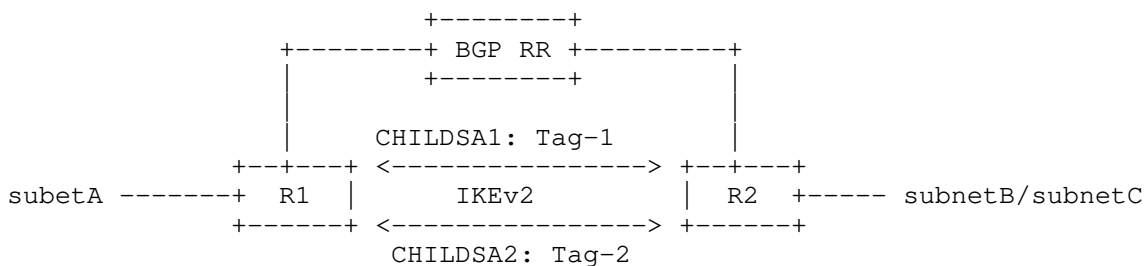 BGP RR
CHILDSA1: Tag-1
subetA R1 IKEv2 R2 subnetB/subnetC
CHILDSA2: Tag-2